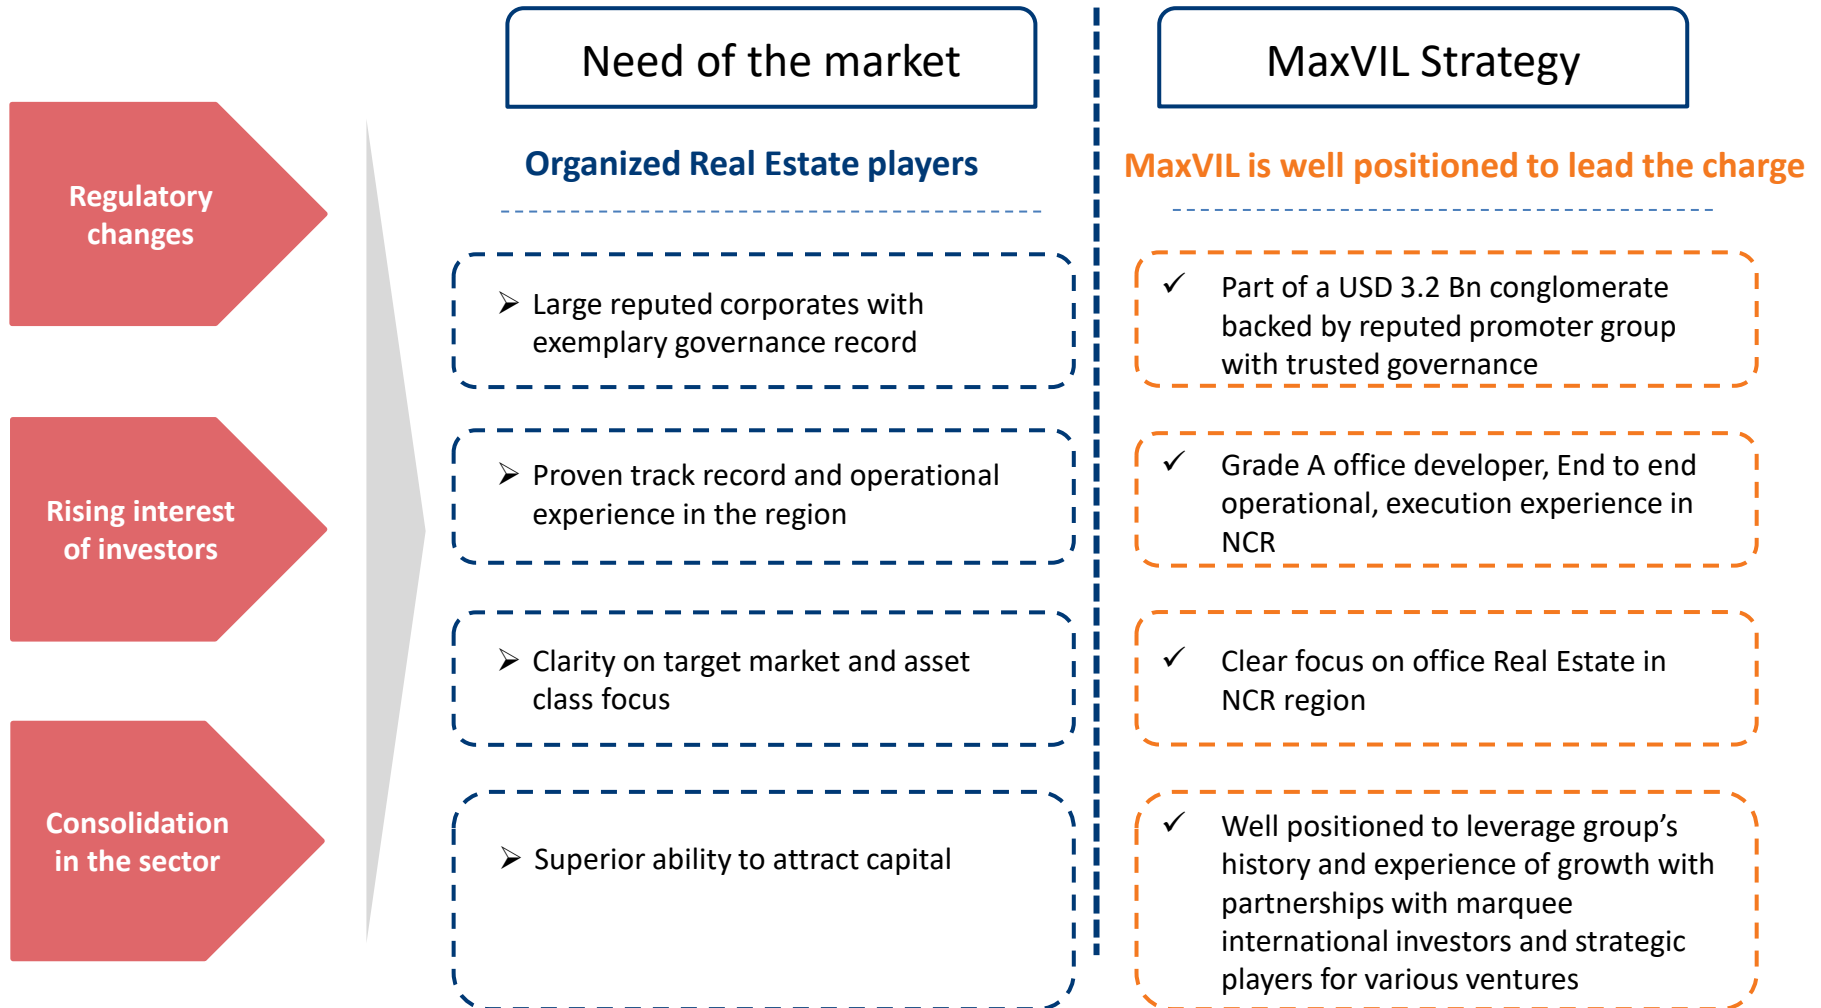 Need of the market
MaxVIL Strategy
Organized Real Estate players
MaxVIL is well positioned to lead the charge
Regulatory
changes
Rising interest
of investors
Consolidation
in the sector
➢ Large reputed corporates with
exemplary governance record
➢ Proven track record and operational
experience in the region
➢ Clarity on target market and asset
class focus
➢ Superior ability to attract capital
✓ Part of a USD 3.2 Bn conglomerate
backed by reputed promoter group
with trusted governance
✓ Grade A office developer, End to end
operational, execution experience in
NCR
✓ Clear focus on office Real Estate in
NCR region
✓ Well positioned to leverage group’s
history and experience of growth with
partnerships with marquee
international investors and strategic
players for various ventures